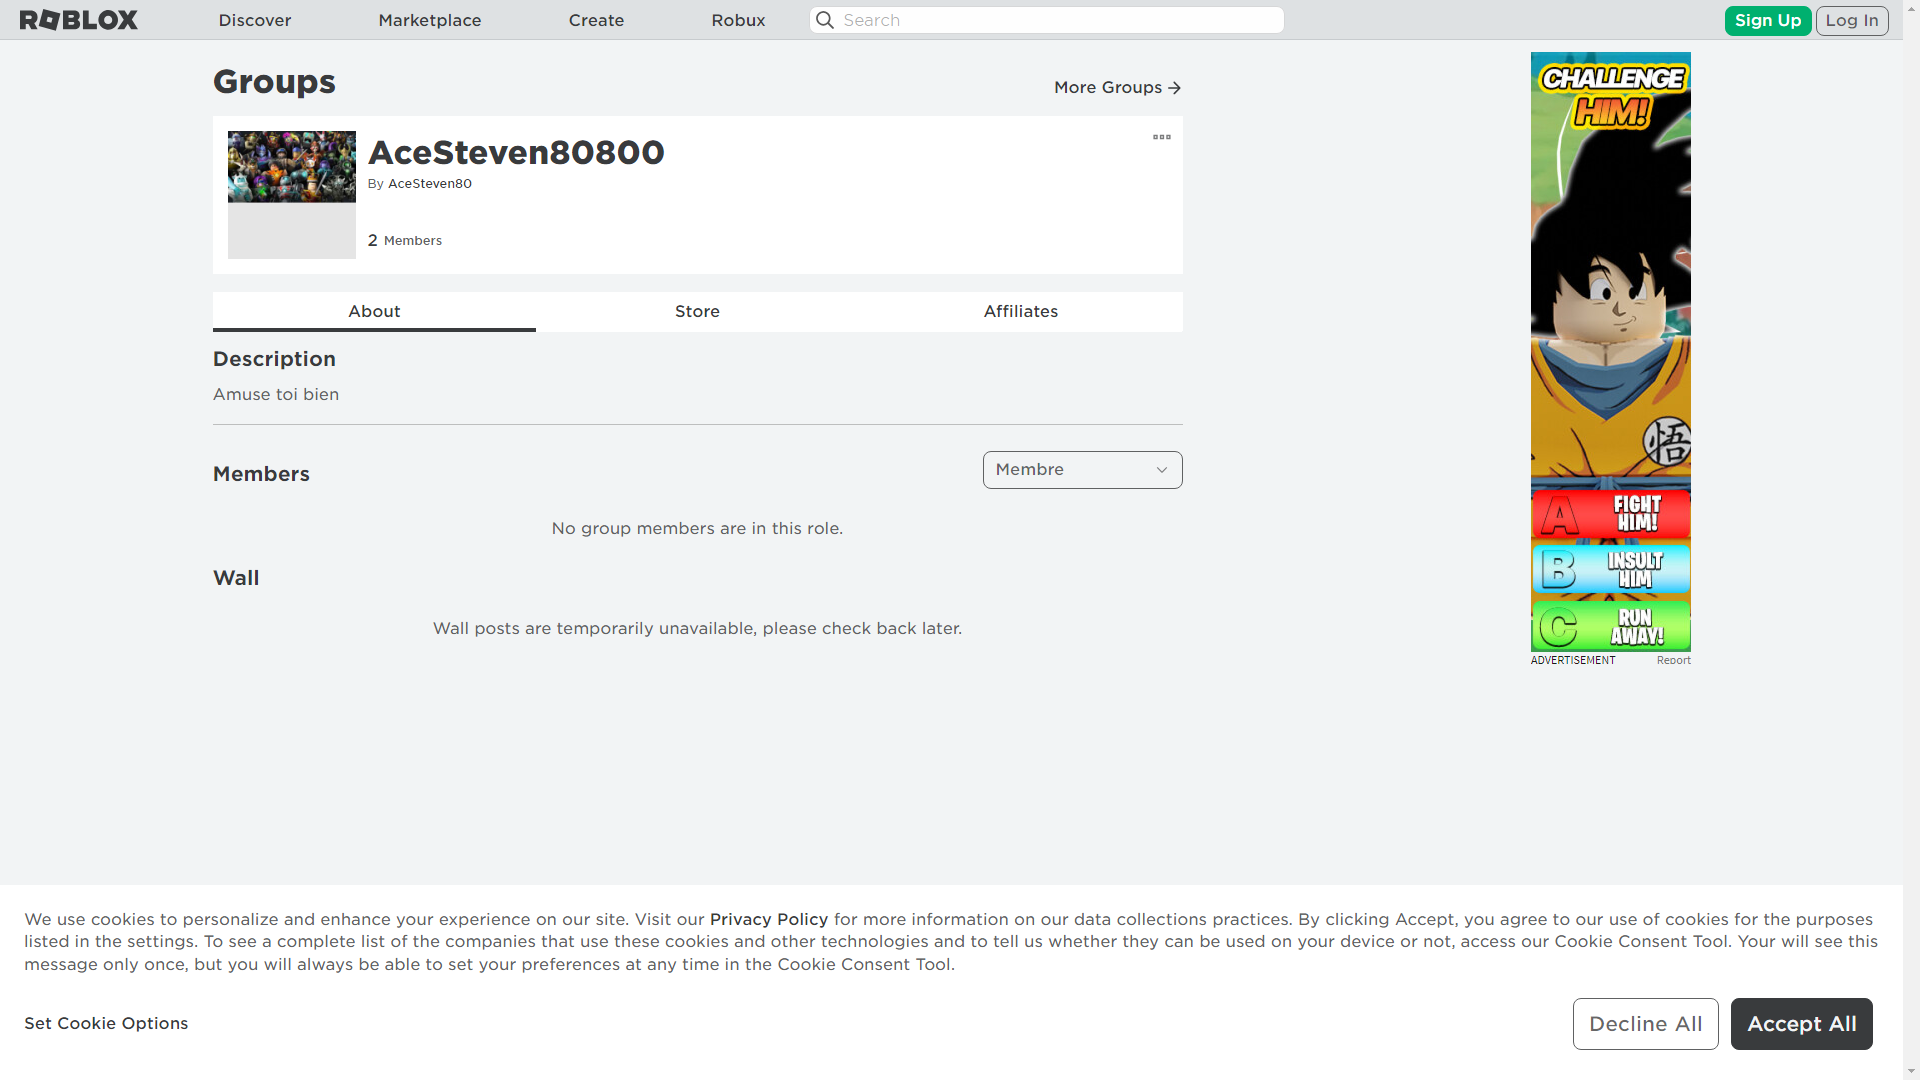 ROBLOX
Discover
Marketplace
Create
Robux
Search
Sign Up
Log In
Groups
More Groups
AceSteven80800
By AceSteven80
2 Members
About
Store
Affiliates
Description
Amuse toi bien
Members
Membre
No group members are in this role.
Wall
Wall posts are temporarily unavailable, please check back later.
CHALLENGE
HIM!
悟
A
FIGHT
HIM!
B
INSULT
HIM
C
RUN
AWAY!
ADVERTISEMENT
Report
We use cookies to personalize and enhance your experience on our site. Visit our Privacy Policy for more information on our data collections practices. By clicking Accept, you agree to our use of cookies for the purposes
listed in the settings. To see a complete list of the companies that use these cookies and other technologies and to tell us whether they can be used on your device or not, access our Cookie Consent Tool. Your will see this
message only once, but you will always be able to set your preferences at any time in the Cookie Consent Tool.
Set Cookie Options
Decline All
Accept All